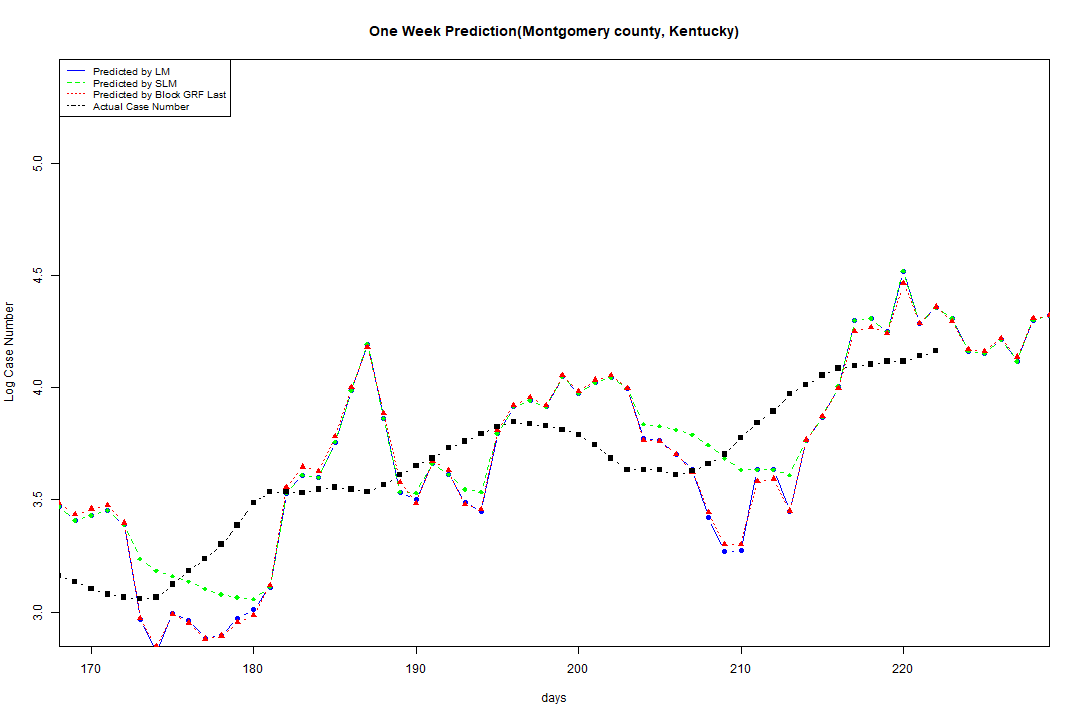 One Week Prediction(Montgomery county, Kentucky)
Predicted by LM
Predicted by SLM
Predicted by Block GRF Last
Actual Case Number
5.0
4.5
4.0
3.5
3.0
Log Case Number
170 180 190 200 210 220
days